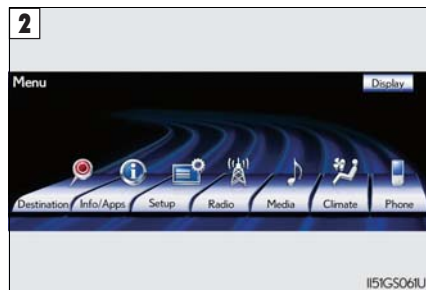 2
Menu Display
Destination Info/Apps Setup Radio Media Climate Phone
II51GS061U